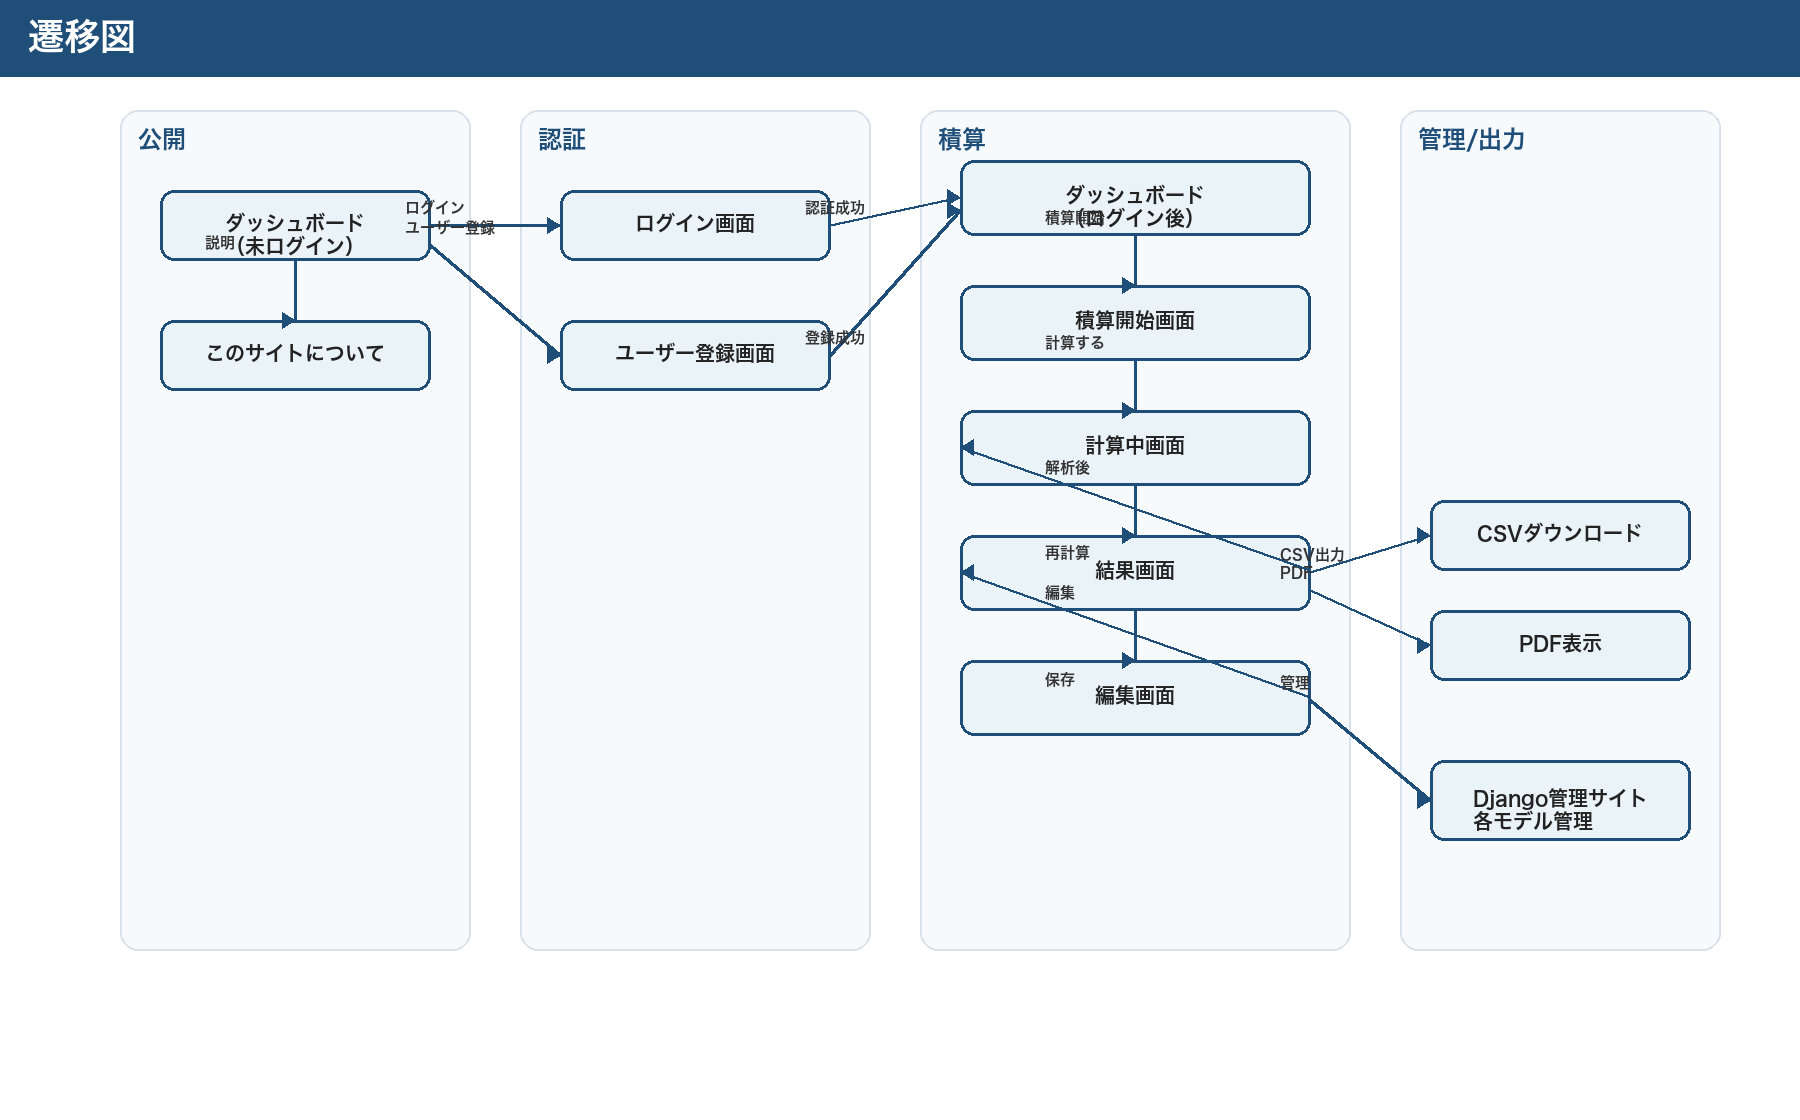 遷移図
公開
ダッシュボード
(未ログイン)
説明
このサイトについて
ログイン
ユーザー登録
認証
ログイン画面
ユーザー登録画面
認証成功
登録成功
積算
ダッシュボード
(ログイン後)
積算開始
積算開始画面
計算する
計算中画面
解析後
再計算
結果画面
編集
保存
編集画面
CSV出力
PDF
管理
管理/出力
CSVダウンロード
PDF表示
Django管理サイト
各モデル管理